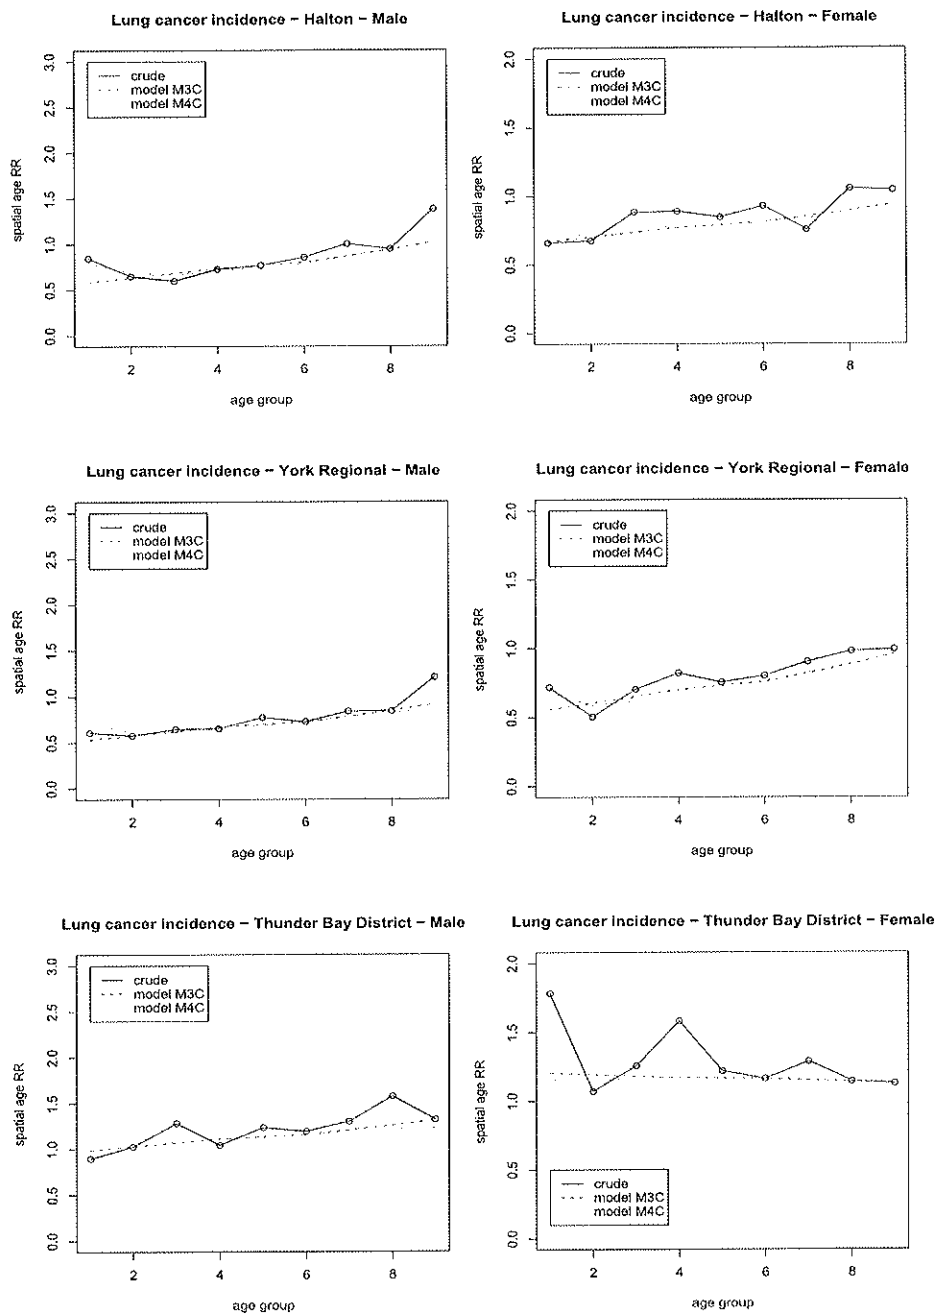 Lung cancer incidence – Halton – Male
3.0
2.5
2.0
1.5
1.0
0.5
0.0
spatial age RR
crude
model M3C
model M4C
2 4 6 8
age group
Lung cancer incidence – Halton – Female
2.0
1.5
1.0
0.5
0.0
spatial age RR
crude
model M3C
model M4C
2 4 6 8
age group
Lung cancer incidence – York Regional – Male
3.0
2.5
2.0
1.5
1.0
0.5
0.0
spatial age RR
crude
model M3C
model M4C
2 4 6 8
age group
Lung cancer incidence – York Regional – Female
2.0
1.5
1.0
0.5
0.0
spatial age RR
crude
model M3C
model M4C
2 4 6 8
age group
Lung cancer incidence – Thunder Bay District – Male
3.0
2.5
2.0
1.5
1.0
0.5
0.0
spatial age RR
crude
model M3C
model M4C
2 4 6 8
age group
Lung cancer incidence – Thunder Bay District – Female
2.0
1.5
1.0
0.5
0.0
spatial age RR
crude
model M3C
model M4C
2 4 6 8
age group